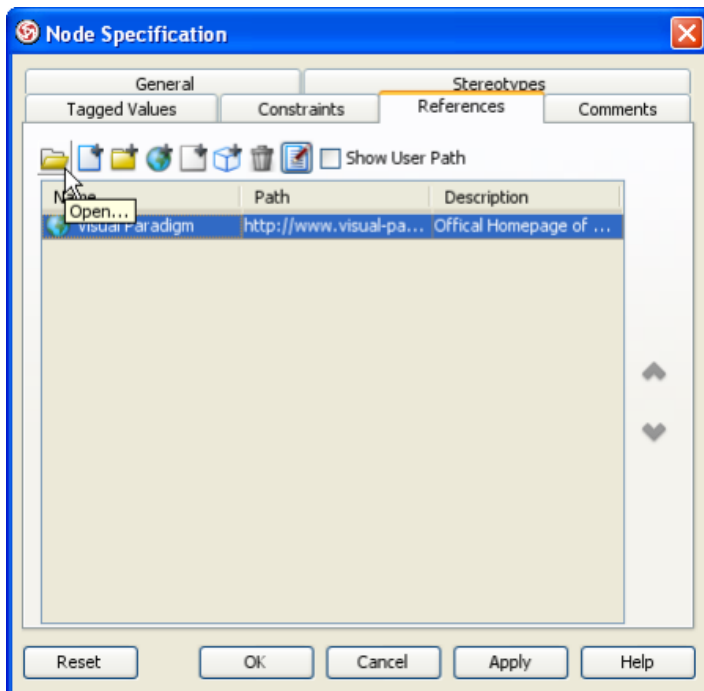 Node Specification
General Stereotypes
Tagged Values Constraints References Comments
Show User Path
Name Path Description
Open...
Visual Paradigm http://www.visual-pa... Offical Homepage of ...
Reset OK Cancel Apply Help